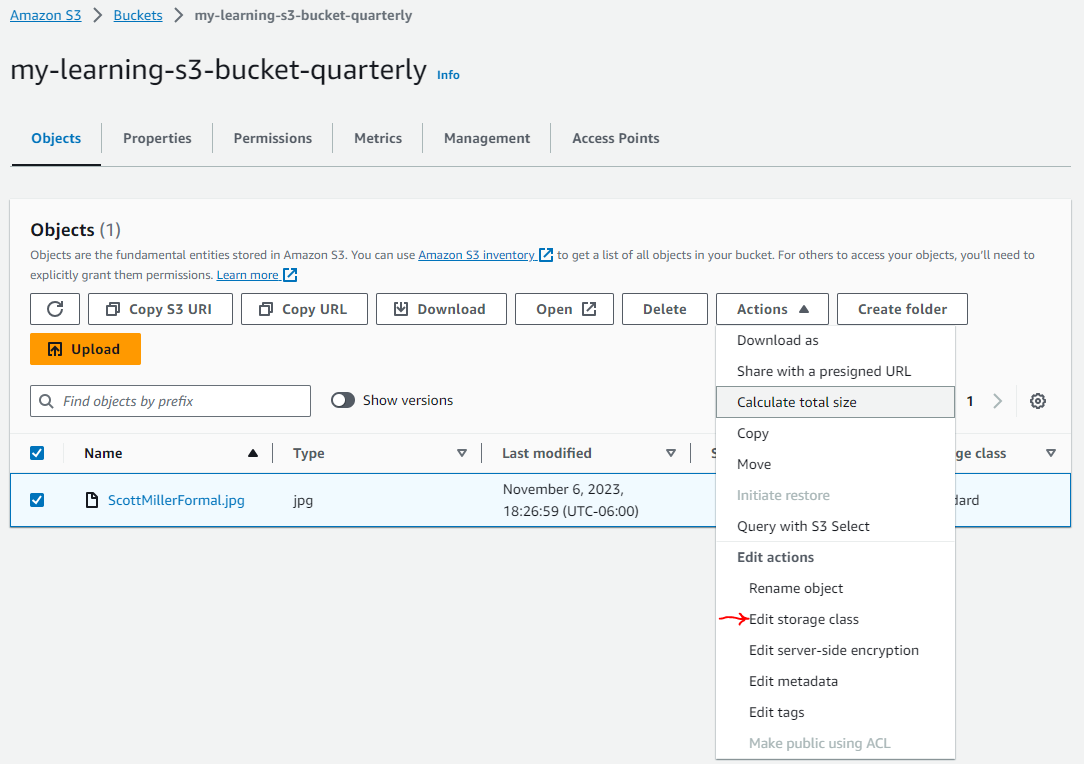 Amazon S3 > Buckets > my-learning-s3-bucket-quarterly
my-learning-s3-bucket-quarterly Info
Objects Properties Permissions Metrics Management Access Points
Objects (1)
Objects are the fundamental entities stored in Amazon S3. You can use Amazon S3 inventory to get a list of all objects in your bucket. For others to access your objects, you'll need to
explicitly grant them permissions. Learn more
Copy S3 URI Copy URL Download Open Delete Actions Create folder
Upload
Find objects by prefix Show versions 1
Name Type Last modified S ge class
ScottMillerFormal.jpg jpg November 6, 2023, dard
18:26:59 (UTC-06:00)
Download as
Share with a presigned URL
Calculate total size
Copy
Move
Initiate restore
Query with S3 Select
Edit actions
Rename object
Edit storage class
Edit server-side encryption
Edit metadata
Edit tags
Make public using ACL